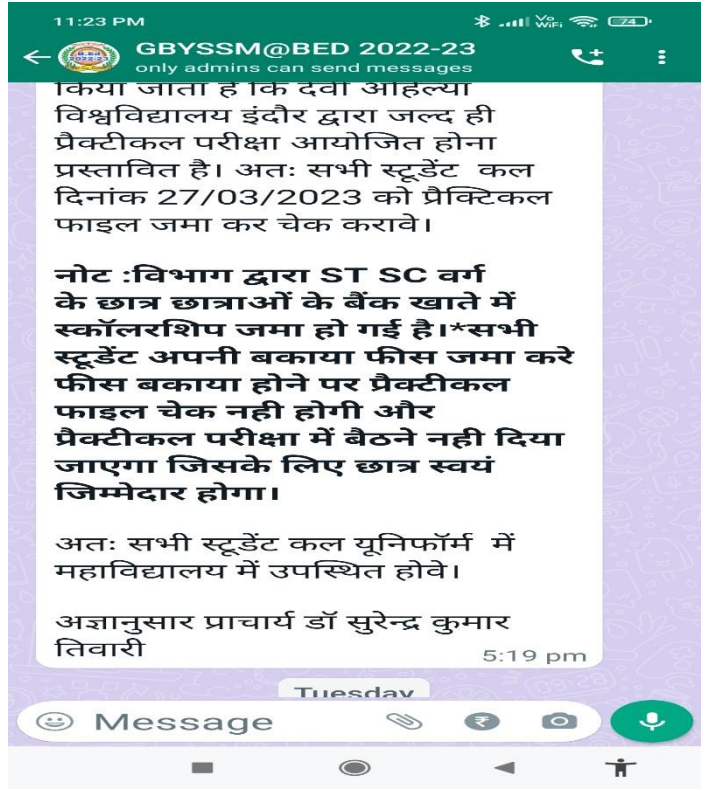 11:23 PM
Vo WiFi 74
GBYSSM@BED 2022-23
only admins can send messages
किया जाता है कि देवी अहिल्या
विश्वविद्यालय इंदौर द्वारा जल्द ही
प्रैक्टीकल परीक्षा आयोजित होना
प्रस्तावित है। अतः सभी स्टूडेंट कल
दिनांक 27/03/2023 को प्रैक्टिकल
फाइल जमा कर चेक करावे।
नोट :विभाग द्वारा ST SC वर्ग
के छात्र छात्राओं के बैंक खाते में
स्कॉलरशिप जमा हो गई है।*सभी
स्टूडेंट अपनी बकाया फीस जमा करे
फीस बकाया होने पर प्रैक्टीकल
फाइल चेक नही होगी और
प्रैक्टीकल परीक्षा में बैठने नही दिया
जाएगा जिसके लिए छात्र स्वयं
जिम्मेदार होगा।
अतः सभी स्टूडेंट कल यूनिफॉर्म में
महाविद्यालय में उपस्थित होवे।
अज्ञानुसार प्राचार्य डॉ सुरेन्द्र कुमार
तिवारी
5:19 pm
Tuesday
Message